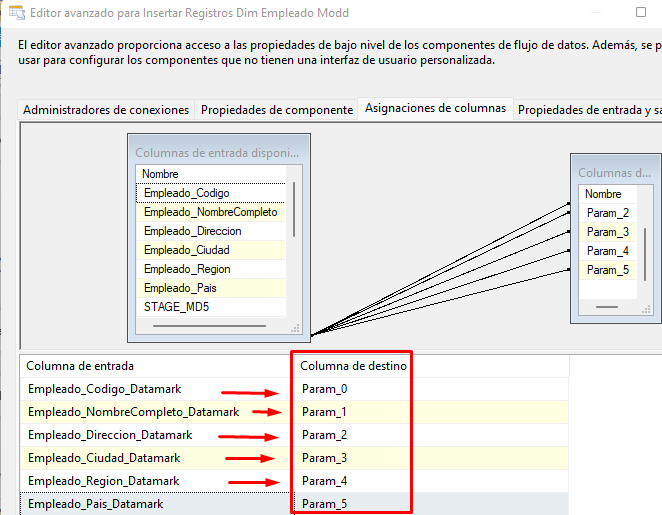 Editor avanzado para Insertar Registros Dim Empleado Modd
El editor avanzado proporciona acceso a las propiedades de bajo nivel de los componentes de flujo de datos. Además, se p
usar para configurar los componentes que no tienen una interfaz de usuario personalizada.
Administradores de conexiones Propiedades de componente Asignaciones de columnas Propiedades de entrada y sa
Columnas de entrada disponi...
Nombre
Empleado_Codigo
Empleado_NombreCompleto
Empleado_Direccion
Empleado_Ciudad
Empleado_Region
Empleado_Pais
STAGE_MD5
Columnas d...
Nombre
Param_2
Param_3
Param_4
Param_5
Columna de entrada Columna de destino
Empleado_Codigo_Datamark Param_0
Empleado_NombreCompleto_Datamark Param_1
Empleado_Direccion_Datamark Param_2
Empleado_Ciudad_Datamark Param_3
Empleado_Region_Datamark Param_4
Empleado_Pais_Datamark Param_5